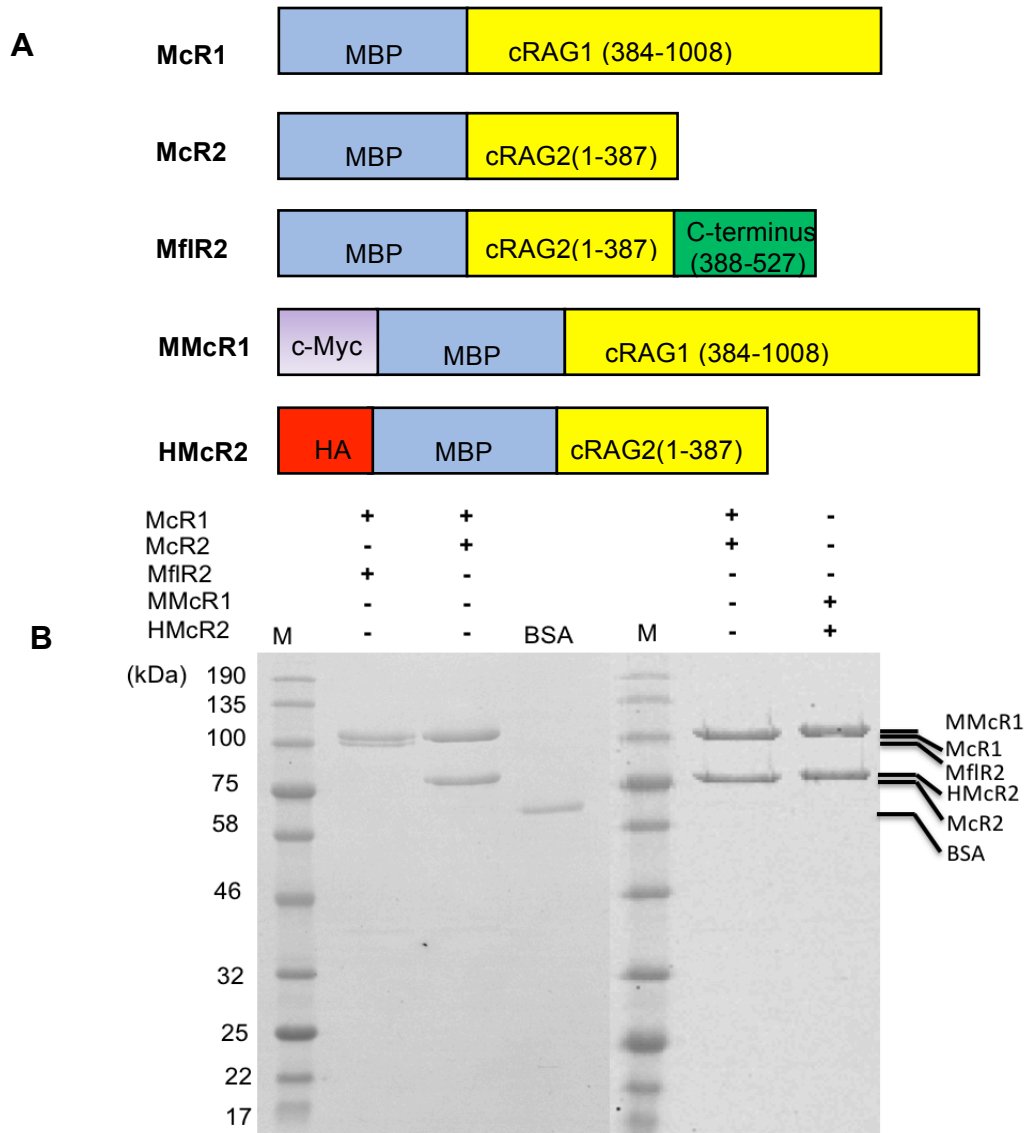 A
McR1
MBP
cRAG1 (384-1008)
McR2
MBP
cRAG2(1-387)
MflR2
MBP
cRAG2(1-387)
C-terminus
(388-527)
MMcR1
c-Myc
MBP
cRAG1 (384-1008)
HMcR2
HA
MBP
cRAG2(1-387)
McR1 + + + -
McR2 - + + -
MflR2 + - - -
MMcR1 - - - +
HMcR2 - - - +
B
M BSA M
(kDa)
190
135
100
75
58
46
32
25
22
17
MMcR1
McR1
MflR2
HMcR2
McR2
BSA